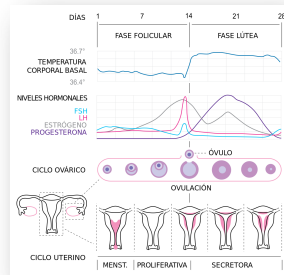 DÍAS 1 7 14 21 28
FASE FOLICULAR FASE LÚTEA
36.7°
TEMPERATURA
CORPORAL BASAL
36.4°
NIVELES HORMONALES
FSH
LH
ESTRÓGENO
PROGESTERONA
ÓVULO
CICLO OVÁRICO
OVULACIÓN
CICLO UTERINO
MENST. PROLIFERATIVA SECRETORA